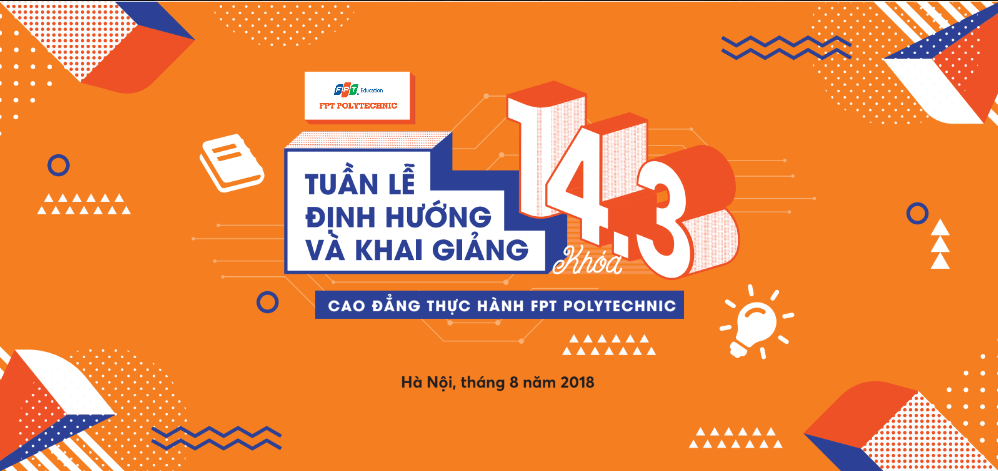 FPT Education
FPT POLYTECHNIC
TUẦN LỄ
ĐỊNH HƯỚNG
VÀ KHAI GIẢNG
Khóa
14.3
CAO ĐẲNG THỰC HÀNH FPT POLYTECHNIC
Hà Nội, tháng 8 năm 2018